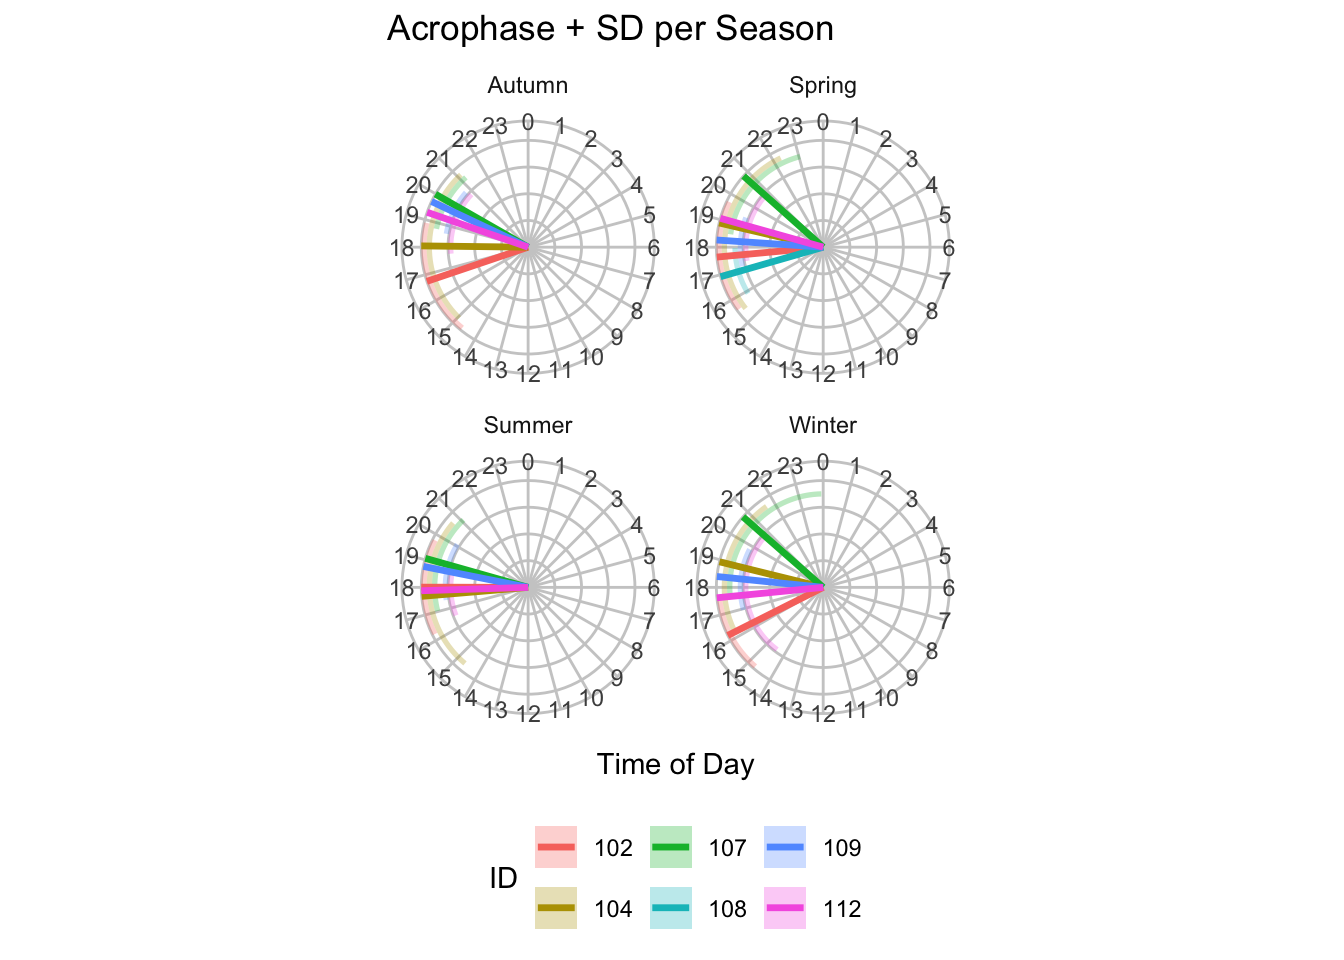 Acrophase + SD per Season
Autumn
Spring
0 1 2 3 4 5 6 7 8 9 10 11 12 13 14 15 16 17 18 19 20 21 22 23
0 1 2 3 4 5 6 7 8 9 10 11 12 13 14 15 16 17 18 19 20 21 22 23
Summer
Winter
0 1 2 3 4 5 6 7 8 9 10 11 12 13 14 15 16 17 18 19 20 21 22 23
0 1 2 3 4 5 6 7 8 9 10 11 12 13 14 15 16 17 18 19 20 21 22 23
Time of Day
ID
102 107 109
104 108 112